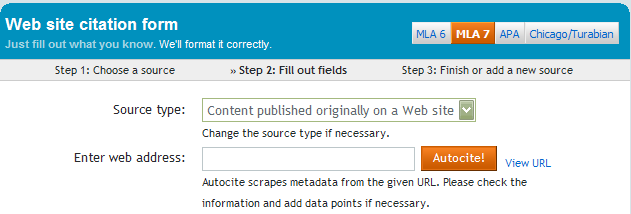 Web site citation form
Just fill out what you know. We'll format it correctly.
MLA 6 MLA 7 APA Chicago/Turabian
Step 1: Choose a source » Step 2: Fill out fields Step 3: Finish or add a new source
Source type: Content published originally on a Web site
Change the source type if necessary.
Enter web address: Autocite! View URL
Autocite scrapes metadata from the given URL. Please check the
information and add data points if necessary.